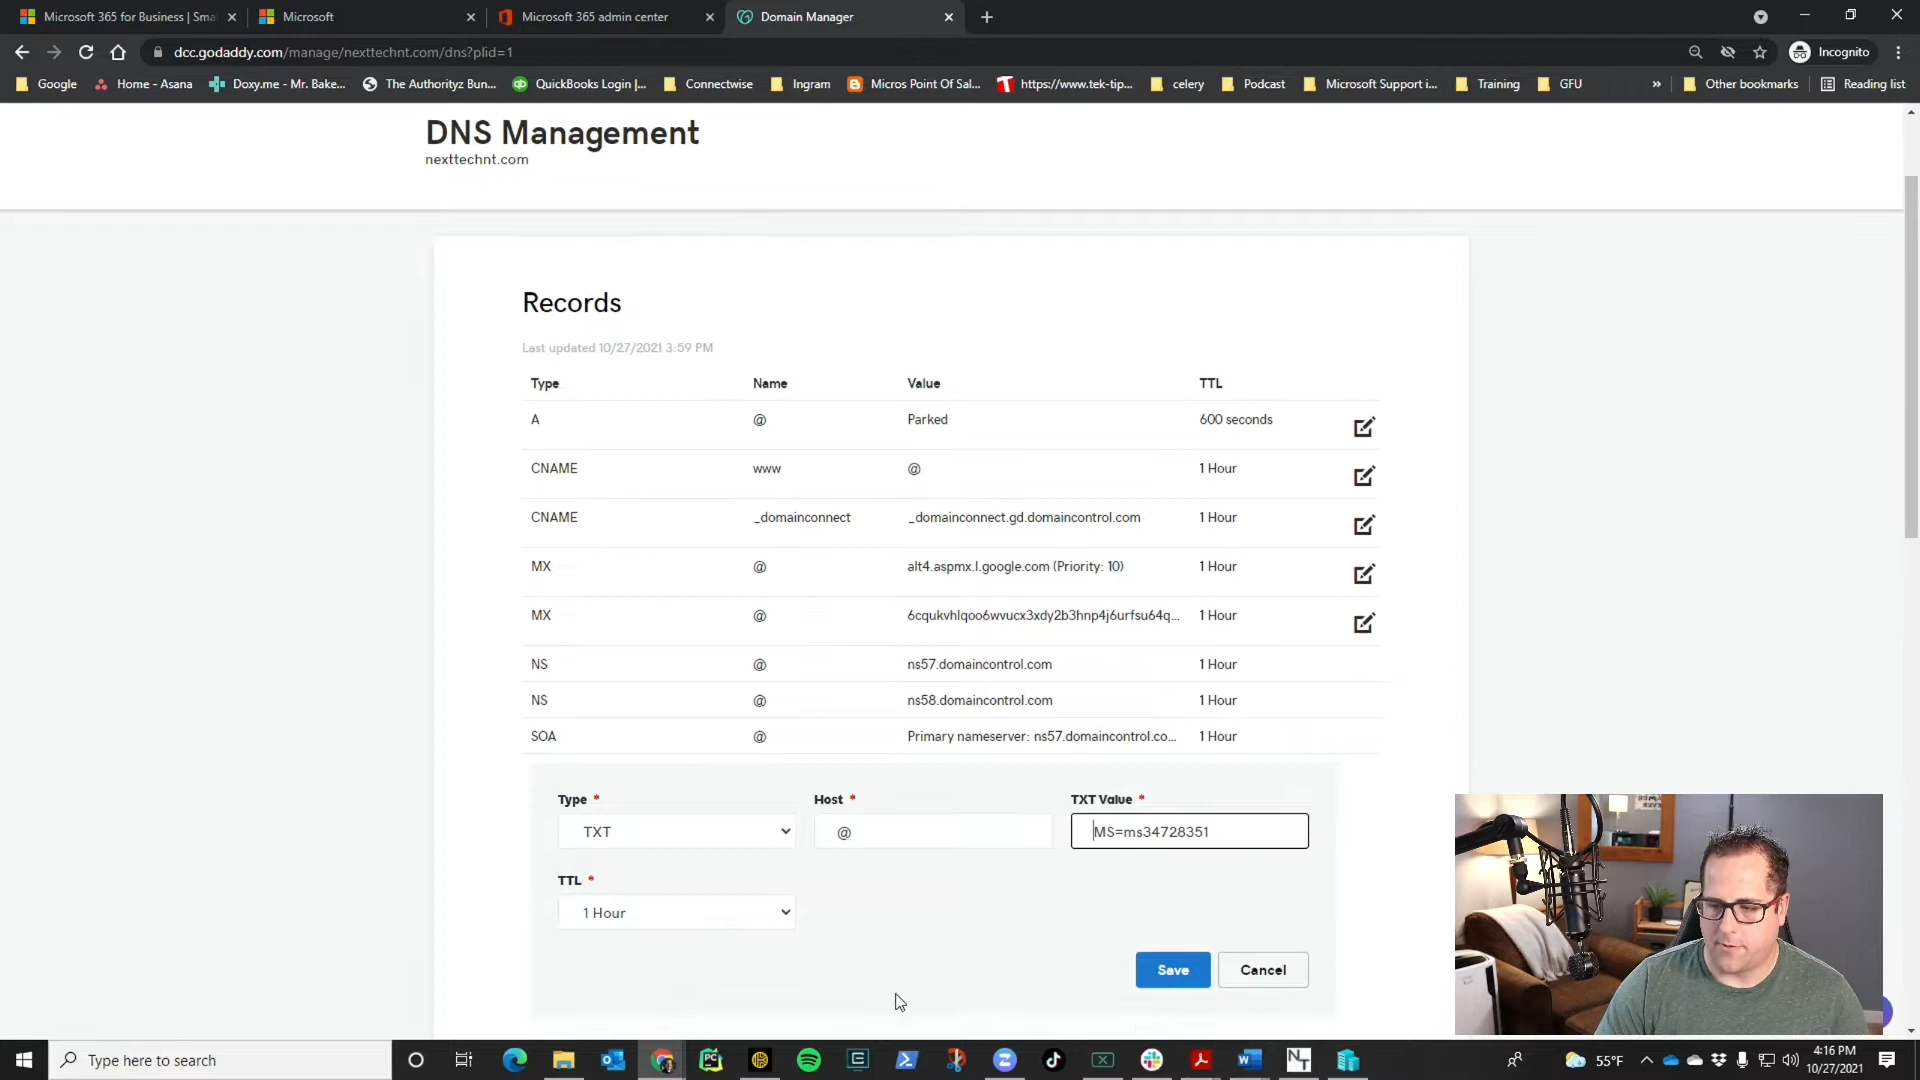 Microsoft 365 for Business | Sma
Microsoft
Microsoft 365 admin center
Domain Manager
dcc.godaddy.com/manage/nexttechnt.com/dns?plid=1
Incognito
Google
Home - Asana
Doxy.me - Mr. Bake...
The Authorityz Bun...
QuickBooks Login |...
Connectwise
Ingram
Micros Point Of Sal...
https://www.tek-tip...
celery
Podcast
Microsoft Support i...
Training
GFU
»
Other bookmarks
Reading list
DNS Management
nexttechnt.com
Records
Last updated 10/27/2021 3:59 PM
Type Name Value TTL
A @ Parked 600 seconds
CNAME www @ 1 Hour
CNAME _domainconnect _domainconnect.gd.domaincontrol.com 1 Hour
MX @ alt4.aspmx.l.google.com (Priority: 10) 1 Hour
MX @ 6cqukvhlqoo6wvucx3xdy2b3hnp4j6urfsu64q... 1 Hour
NS @ ns57.domaincontrol.com 1 Hour
NS @ ns58.domaincontrol.com 1 Hour
SOA @ Primary nameserver: ns57.domaincontrol.co... 1 Hour
Type * Host * TXT Value *
TXT @ MS=ms34728351
TTL *
1 Hour
Save Cancel
Type here to search
55°F
4:16 PM
10/27/2021